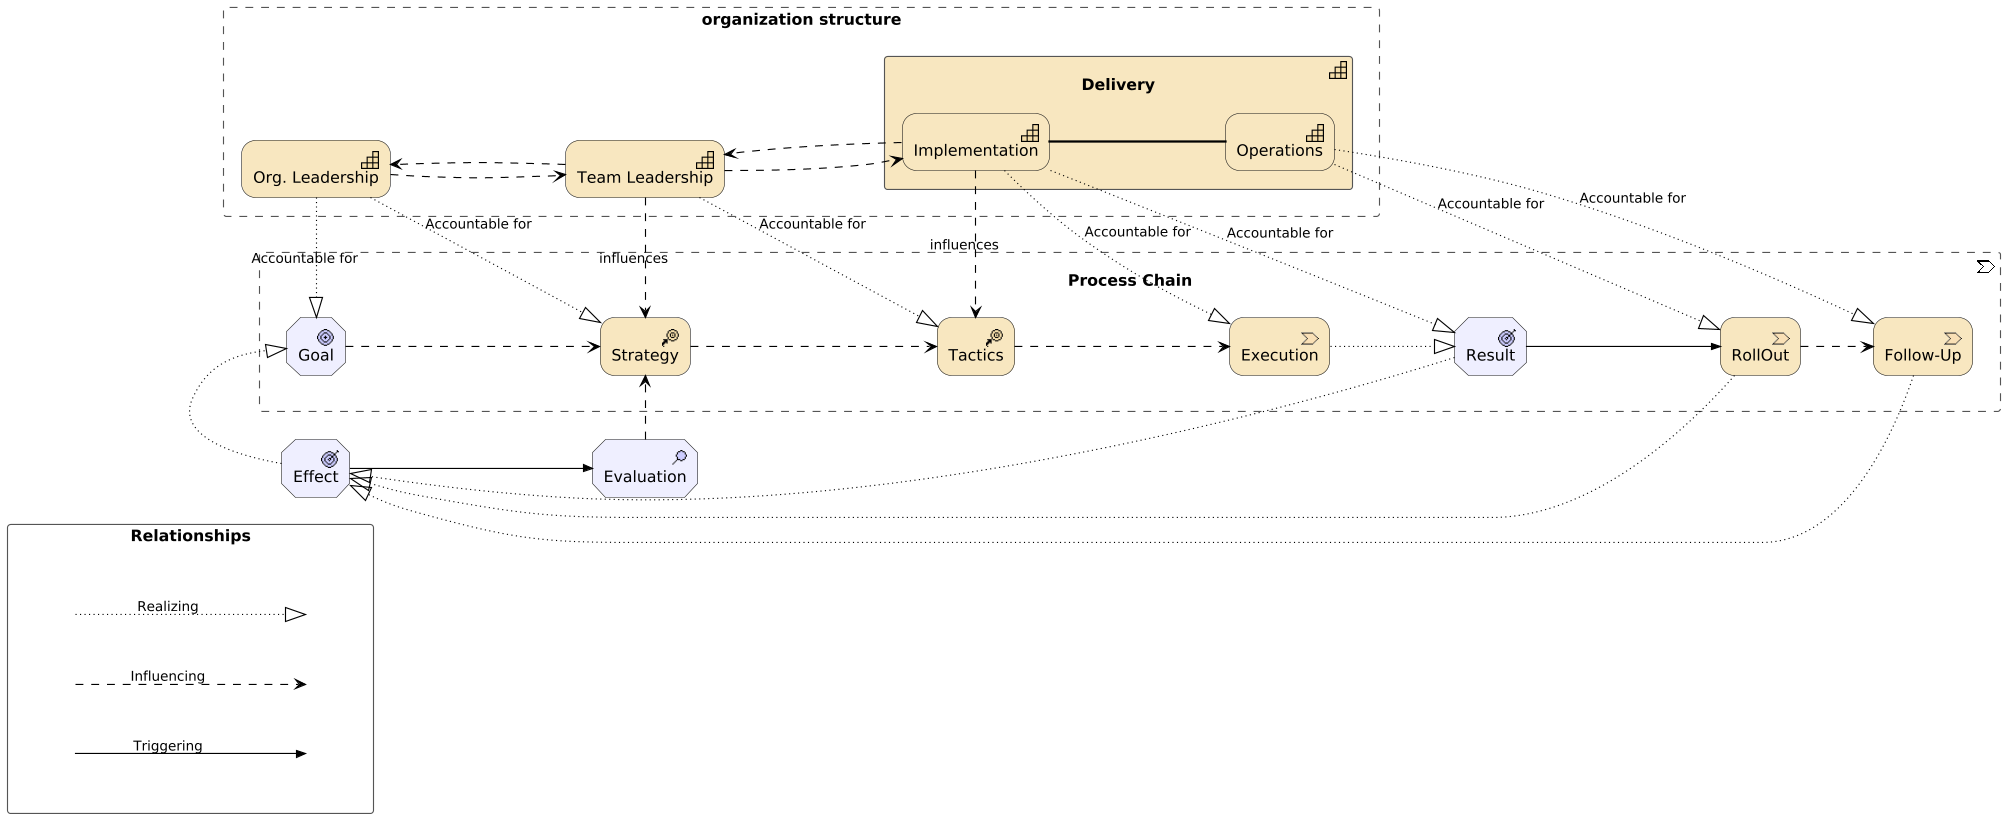 organization structure
Delivery
Implementation
Operations
Org. Leadership
Team Leadership
Accountable for
Accountable for
Accountable for
Accountable for
Accountable for
Accountable for
Accountable for
influences
Accountable for
influences
Process Chain
Goal
Strategy
Tactics
Execution
Result
RollOut
Follow-Up
Effect
Evaluation
Relationships
Realizing
Influencing
Triggering